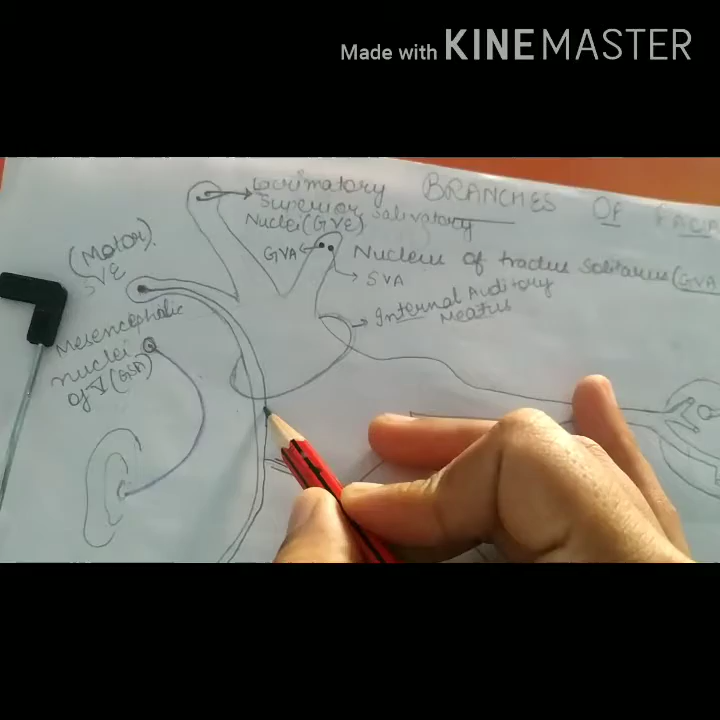 Made with KINEMASTER
BRANCHES OF FACIA
Lacrimatory
Superior Salivatory
Nuclei (GVE)
(Motor)
SVE
GVA
Nucleus of tractus Solitarius (GVA
SVA
Internal Auditory
Meatus
Mesencephalic
nuclei
of V (GSA)